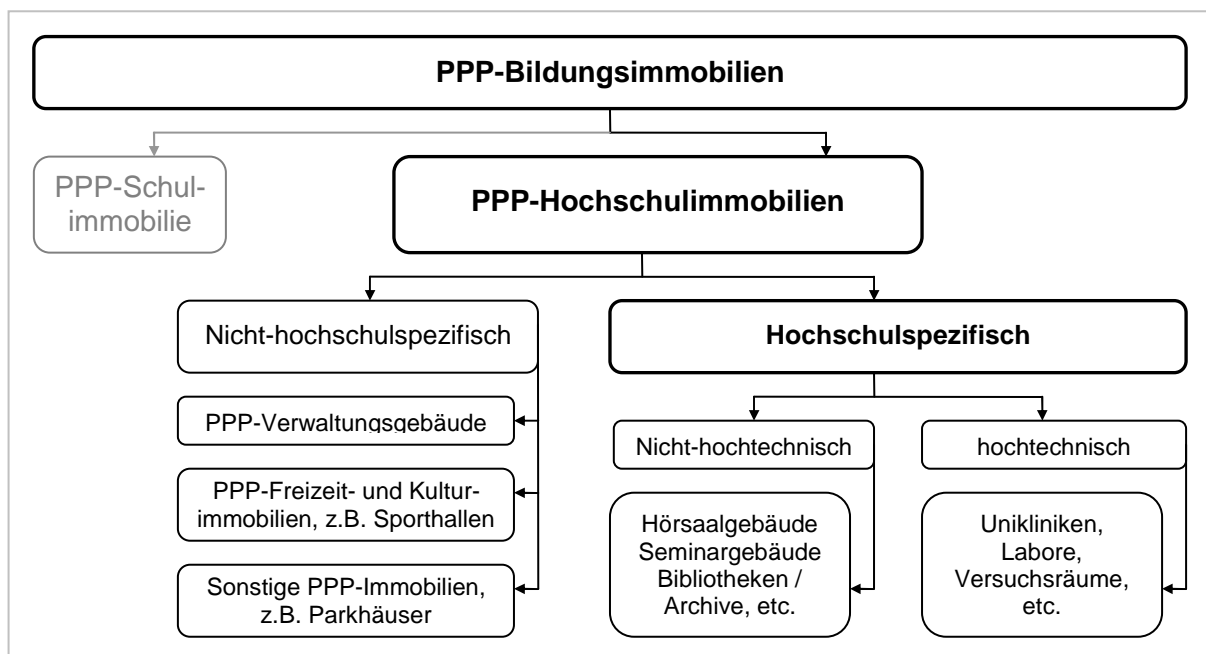 PPP-Bildungsimmobilien
PPP-Schul-
immobilie
PPP-Hochschulimmobilien
Nicht-hochschulspezifisch
PPP-Verwaltungsgebäude
PPP-Freizeit- und Kultur-
immobilien, z.B. Sporthallen
Sonstige PPP-Immobilien,
z.B. Parkhäuser
Hochschulspezifisch
Nicht-hochtechnisch
Hörsaalgebäude
Seminargebäude
Bibliotheken /
Archive, etc.
hochtechnisch
Unikliniken,
Labore,
Versuchsräume,
etc.